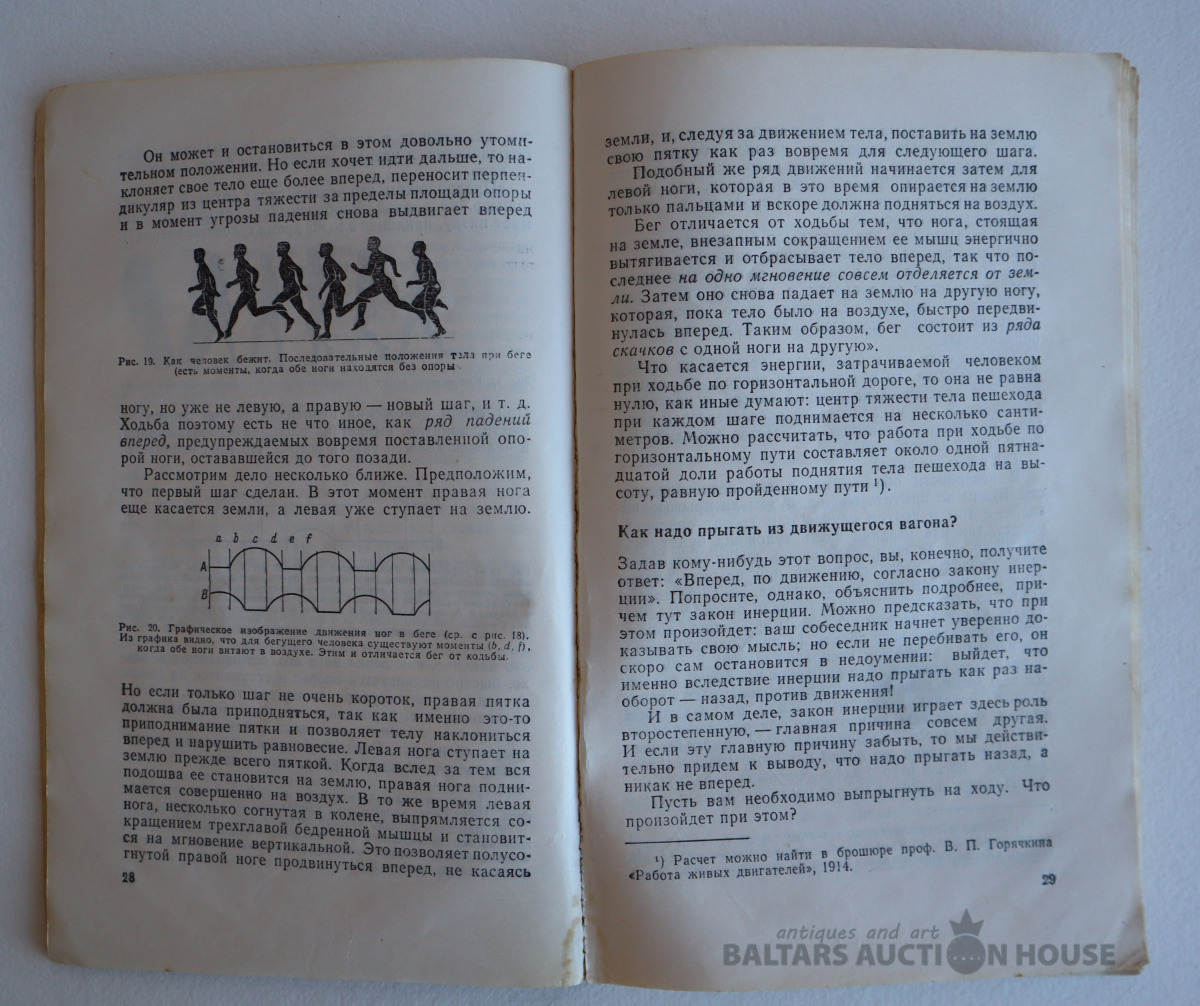 Он может и остановиться в этом довольно утоми-
тельном положении. Но если хочет идти дальше, то на-
клоняет свое тело еще более вперед, переносит перпен-
дикуляр из центра тяжести за пределы площади опоры
и в момент угрозы падения снова выдвигает вперед
Рис. 19. Как человек бежит. Последовательные положения тела при беге
(есть моменты, когда обе ноги находятся без опоры).
ногу, но уже не левую, а правую — новый шаг, и т. д.
Ходьба поэтому есть не что иное, как ряд падений
вперед, предупреждаемых вовремя поставленной опо-
рой ноги, остававшейся до того позади.
Рассмотрим дело несколько ближе. Предположим,
что первый шаг сделан. В этот момент правая нога
еще касается земли, а левая уже ступает на землю.
a b c d e f
A
B
Рис. 20. Графическое изображение движения ног в беге (ср. с рис. 18).
Из графика видно, что для бегущего человека существуют моменты (b, d, f),
когда обе ноги витают в воздухе. Этим и отличается бег от ходьбы.
Но если только шаг не очень короток, правая пятка
должна была приподняться, так как именно это-то
приподнимание пятки и позволяет телу наклониться
вперед и нарушить равновесие. Левая нога ступает на
землю прежде всего пяткой. Когда вслед за тем вся
подошва ее становится на землю, правая нога подни-
мается совершенно на воздух. В то же время левая
нога, несколько согнутая в колене, выпрямляется со-
кращением трехглавой бедренной мышцы и становит-
ся на мгновение вертикальной. Это позволяет полусо-
гнутой правой ноге продвинуться вперед, не касаясь
28
земли, и, следуя за движением тела, поставить на землю
свою пятку как раз вовремя для следующего шага.
Подобный же ряд движений начинается затем для
левой ноги, которая в это время опирается на землю
только пальцами и вскоре должна подняться на воздух.
Бег отличается от ходьбы тем, что нога, стоящая
на земле, внезапным сокращением ее мышц энергично
вытягивается и отбрасывает тело вперед, так что по-
следнее на одно мгновение совсем отделяется от зем-
ли. Затем оно снова падает на землю на другую ногу,
которая, пока тело было на воздухе, быстро передви-
нулась вперед. Таким образом, бег состоит из ряда
скачков с одной ноги на другую».
Что касается энергии, затрачиваемой человеком
при ходьбе по горизонтальной дороге, то она не равна
нулю, как иные думают: центр тяжести тела пешехода
при каждом шаге поднимается на несколько санти-
метров. Можно рассчитать, что работа при ходьбе по
горизонтальному пути составляет около одной пятна-
дцатой доли работы поднятия тела пешехода на вы-
соту, равную пройденному пути ¹).
Как надо прыгать из движущегося вагона?
Задав кому-нибудь этот вопрос, вы, конечно, получите
ответ: «Вперед, по движению, согласно закону инер-
ции». Попросите, однако, объяснить подробнее, при-
чем тут закон инерции. Можно предсказать, что при
этом произойдет: ваш собеседник начнет уверенно до-
казывать свою мысль; но если не перебивать его, он
скоро сам остановится в недоумении: выйдет, что
именно вследствие инерции надо прыгать как раз на-
оборот — назад, против движения!
И в самом деле, закон инерции играет здесь роль
второстепенную, — главная причина совсем другая.
И если эту главную причину забыть, то мы действи-
тельно придем к выводу, что надо прыгать назад, а
никак не вперед.
Пусть вам необходимо выпрыгнуть на ходу. Что
произойдет при этом?
¹) Расчет можно найти в брошюре проф. В. П. Горячкина
«Работа живых двигателей», 1914.
29
antiques and art
BALTARS AUCTION HOUSE